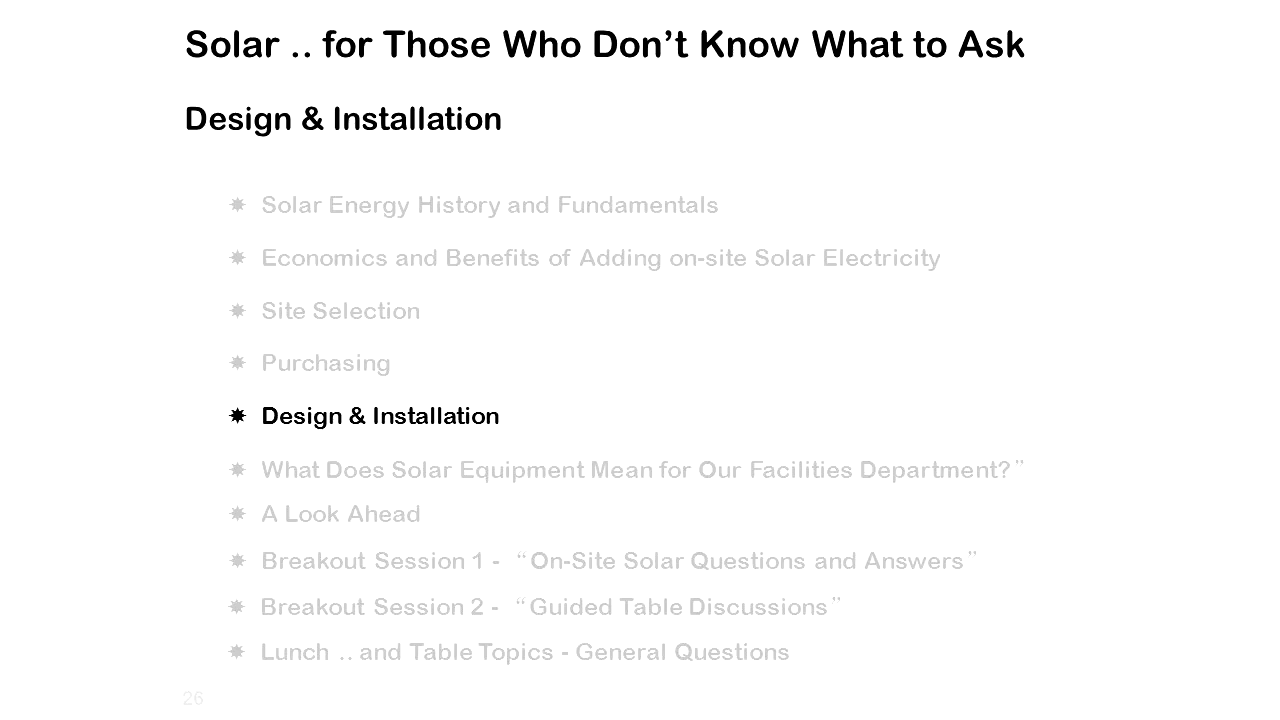 Solar .. for Those Who Don’t Know What to Ask
Design & Installation
✸ Solar Energy History and Fundamentals
✸ Economics and Benefits of Adding on-site Solar Electricity
✸ Site Selection
✸ Purchasing
✸ Design & Installation
✸ What Does Solar Equipment Mean for Our Facilities Department?”
✸ A Look Ahead
✸ Breakout Session 1 - “On-Site Solar Questions and Answers”
✸ Breakout Session 2 - “Guided Table Discussions”
✸ Lunch .. and Table Topics - General Questions
26